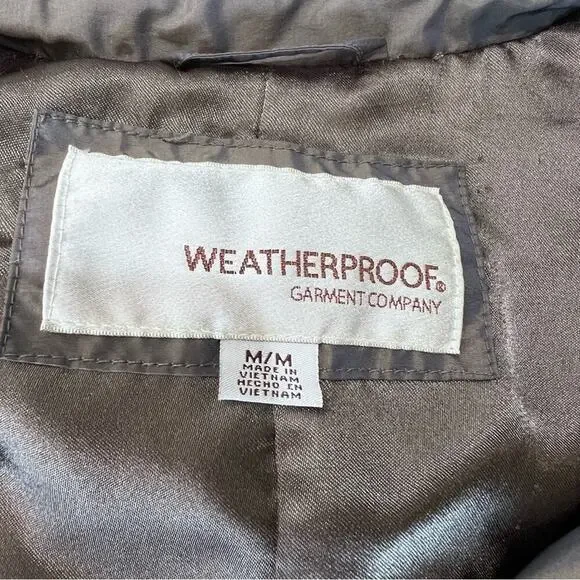 WEATHERPROOF®
GARMENT COMPANY
M/M
MADE IN
VIETNAM
HECHO EN
VIETNAM